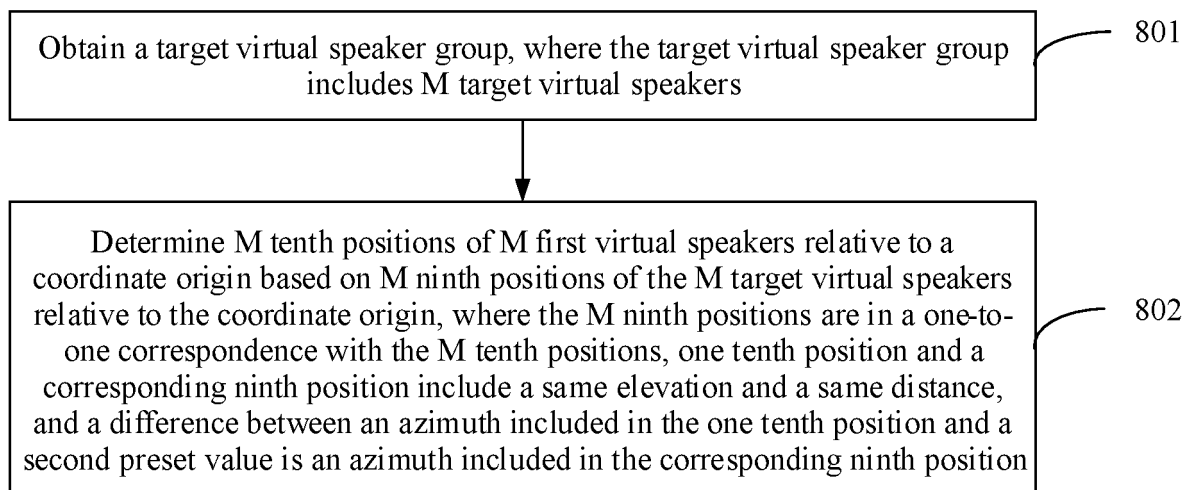 Obtain a target virtual speaker group, where the target virtual speaker group
includes M target virtual speakers
801
Determine M tenth positions of M first virtual speakers relative to a
coordinate origin based on M ninth positions of the M target virtual speakers
relative to the coordinate origin, where the M ninth positions are in a one-to-
one correspondence with the M tenth positions, one tenth position and a
corresponding ninth position include a same elevation and a same distance,
and a difference between an azimuth included in the one tenth position and a
second preset value is an azimuth included in the corresponding ninth position
802